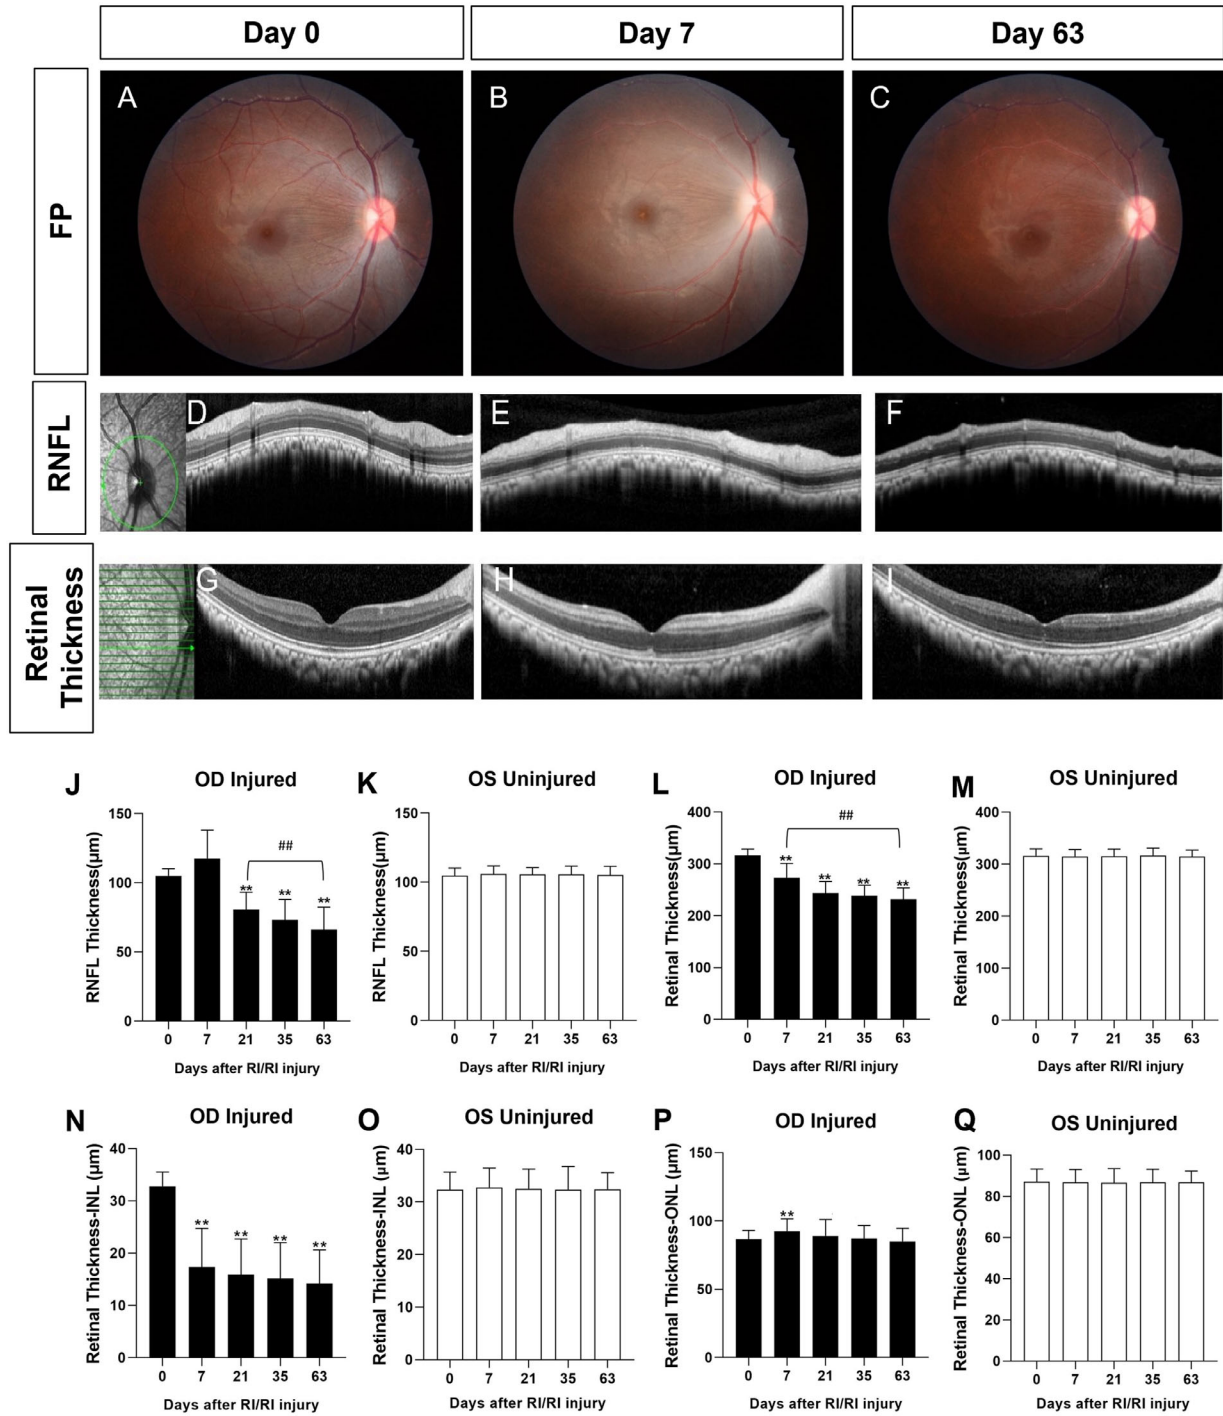 Day 0
Day 7
Day 63
FP
A
B
C
RNFL
D
E
F
Retinal
Thickness
G
H
I
J
OD Injured
RNFL Thickness(μm)
150
100
50
0
##
**
**
**
0 7 21 35 63
Days after RI/RI injury
K
OS Uninjured
RNFL Thickness(μm)
150
100
50
0
0 7 21 35 63
Days after RI/RI injury
L
OD Injured
Retinal Thickness(μm)
400
300
200
100
0
##
**
**
**
**
0 7 21 35 63
Days after RI/RI injury
M
OS Uninjured
Retinal Thickness(μm)
400
300
200
100
0
0 7 21 35 63
Days after RI/RI injury
N
OD Injured
Retinal Thickness-INL (μm)
40
30
20
10
0
**
**
**
**
0 7 21 35 63
Days after RI/RI injury
O
OS Uninjured
Retinal Thickness-INL (μm)
40
30
20
10
0
0 7 21 35 63
Days after RI/RI injury
P
OD Injured
Retinal Thickness-ONL (μm)
150
100
50
0
**
0 7 21 35 63
Days after RI/RI injury
Q
OS Uninjured
Retinal Thickness-ONL (μm)
100
80
60
40
20
0
0 7 21 35 63
Days after RI/RI injury